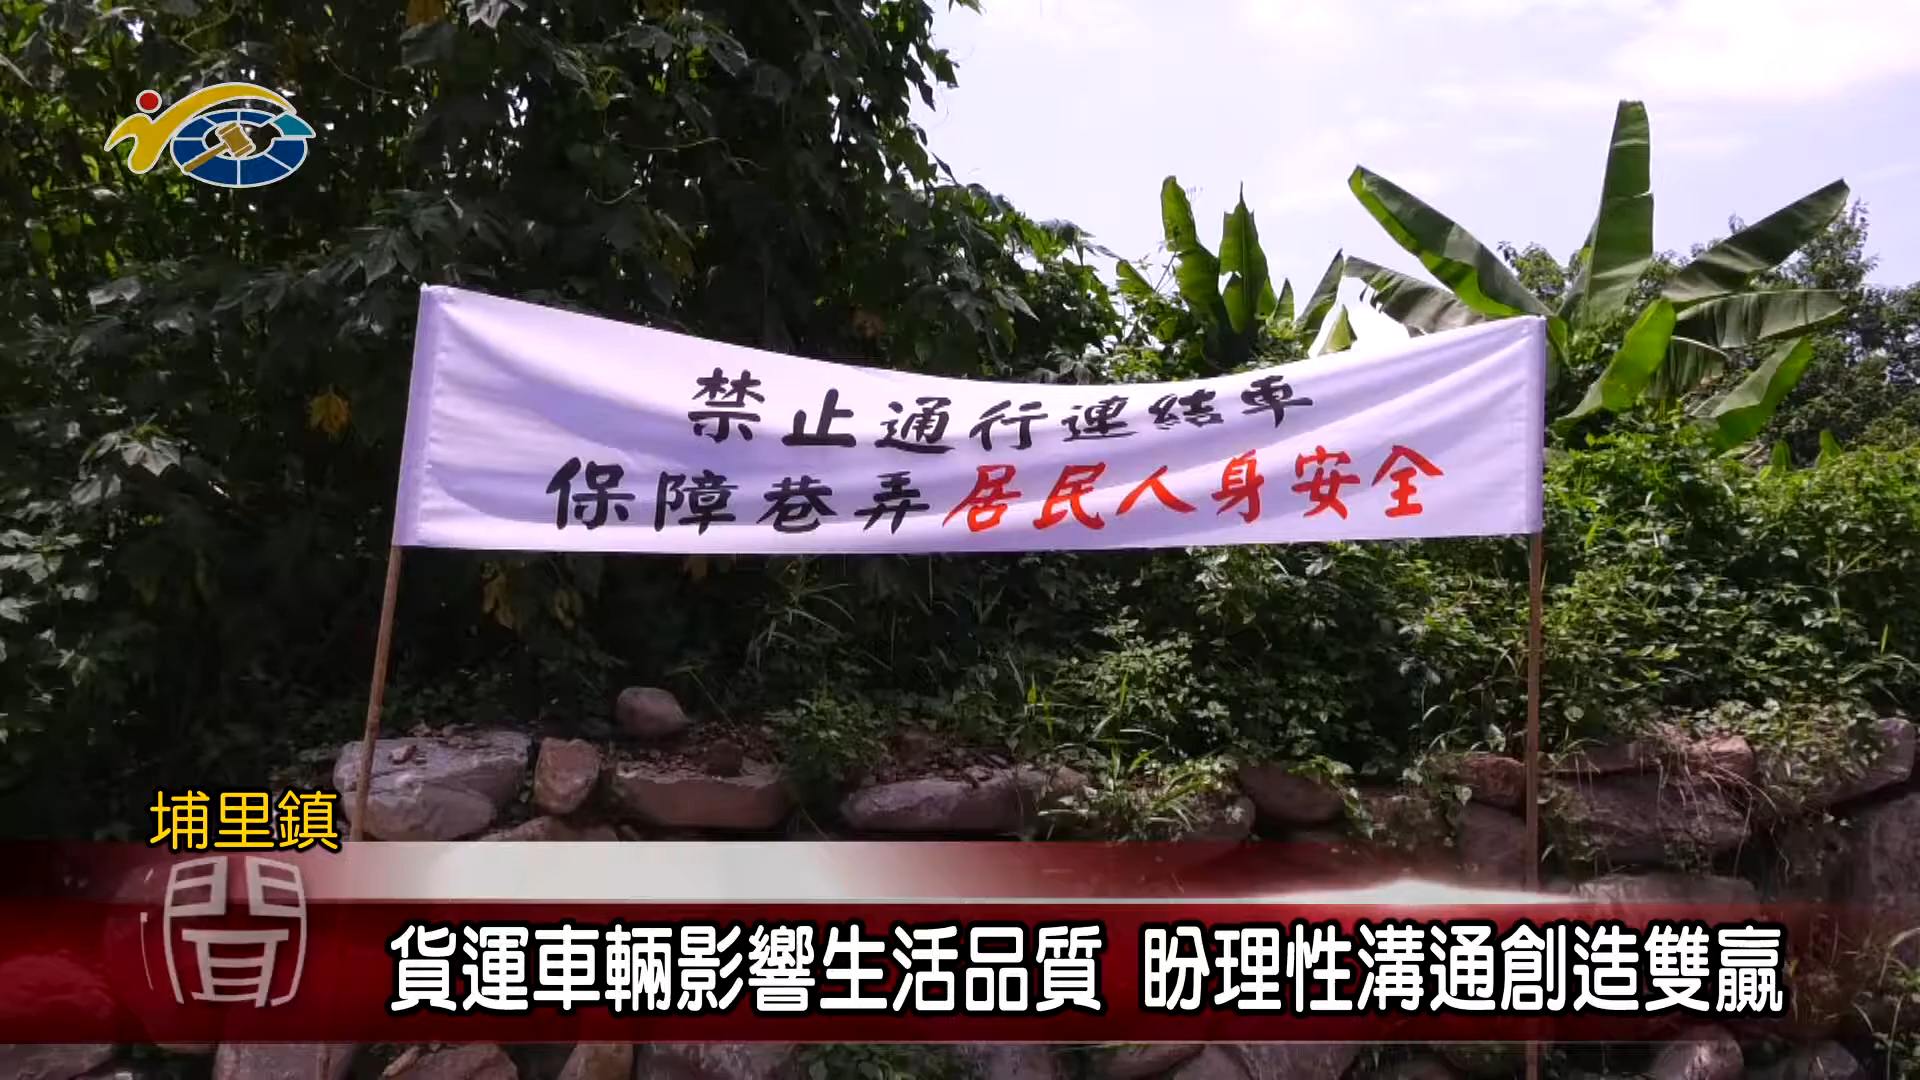 禁止通行連結車
保障巷弄居民人身安全
埔里鎮
聞
貨運車輛影響生活品質 盼理性溝通創造雙贏